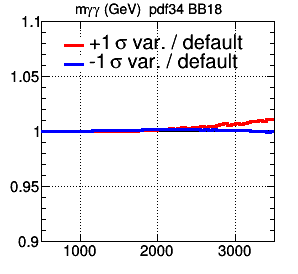 mγγ (GeV) pdf34 BB18
1.1
+1 σ var. / default
-1 σ var. / default
1.05
1
0.95
0.9
1000 2000 3000